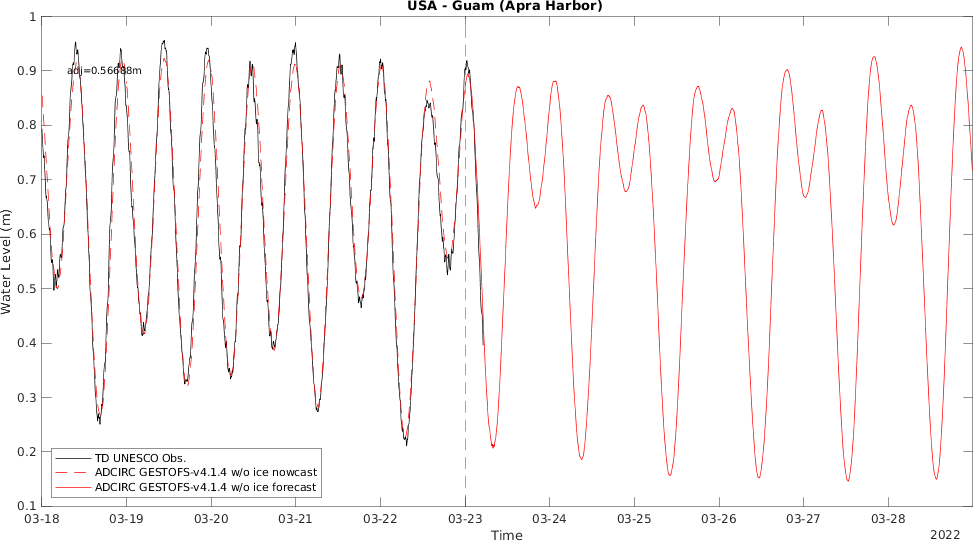 USA - Guam (Apra Harbor)
1
0.9
0.8
0.7
0.6
0.5
0.4
0.3
0.2
0.1
Water Level (m)
adj=0.56688m
TD UNESCO Obs.
ADCIRC GESTOFS-v4.1.4 w/o ice nowcast
ADCIRC GESTOFS-v4.1.4 w/o ice forecast
03-18 03-19 03-20 03-21 03-22 03-23 03-24 03-25 03-26 03-27 03-28
Time
2022